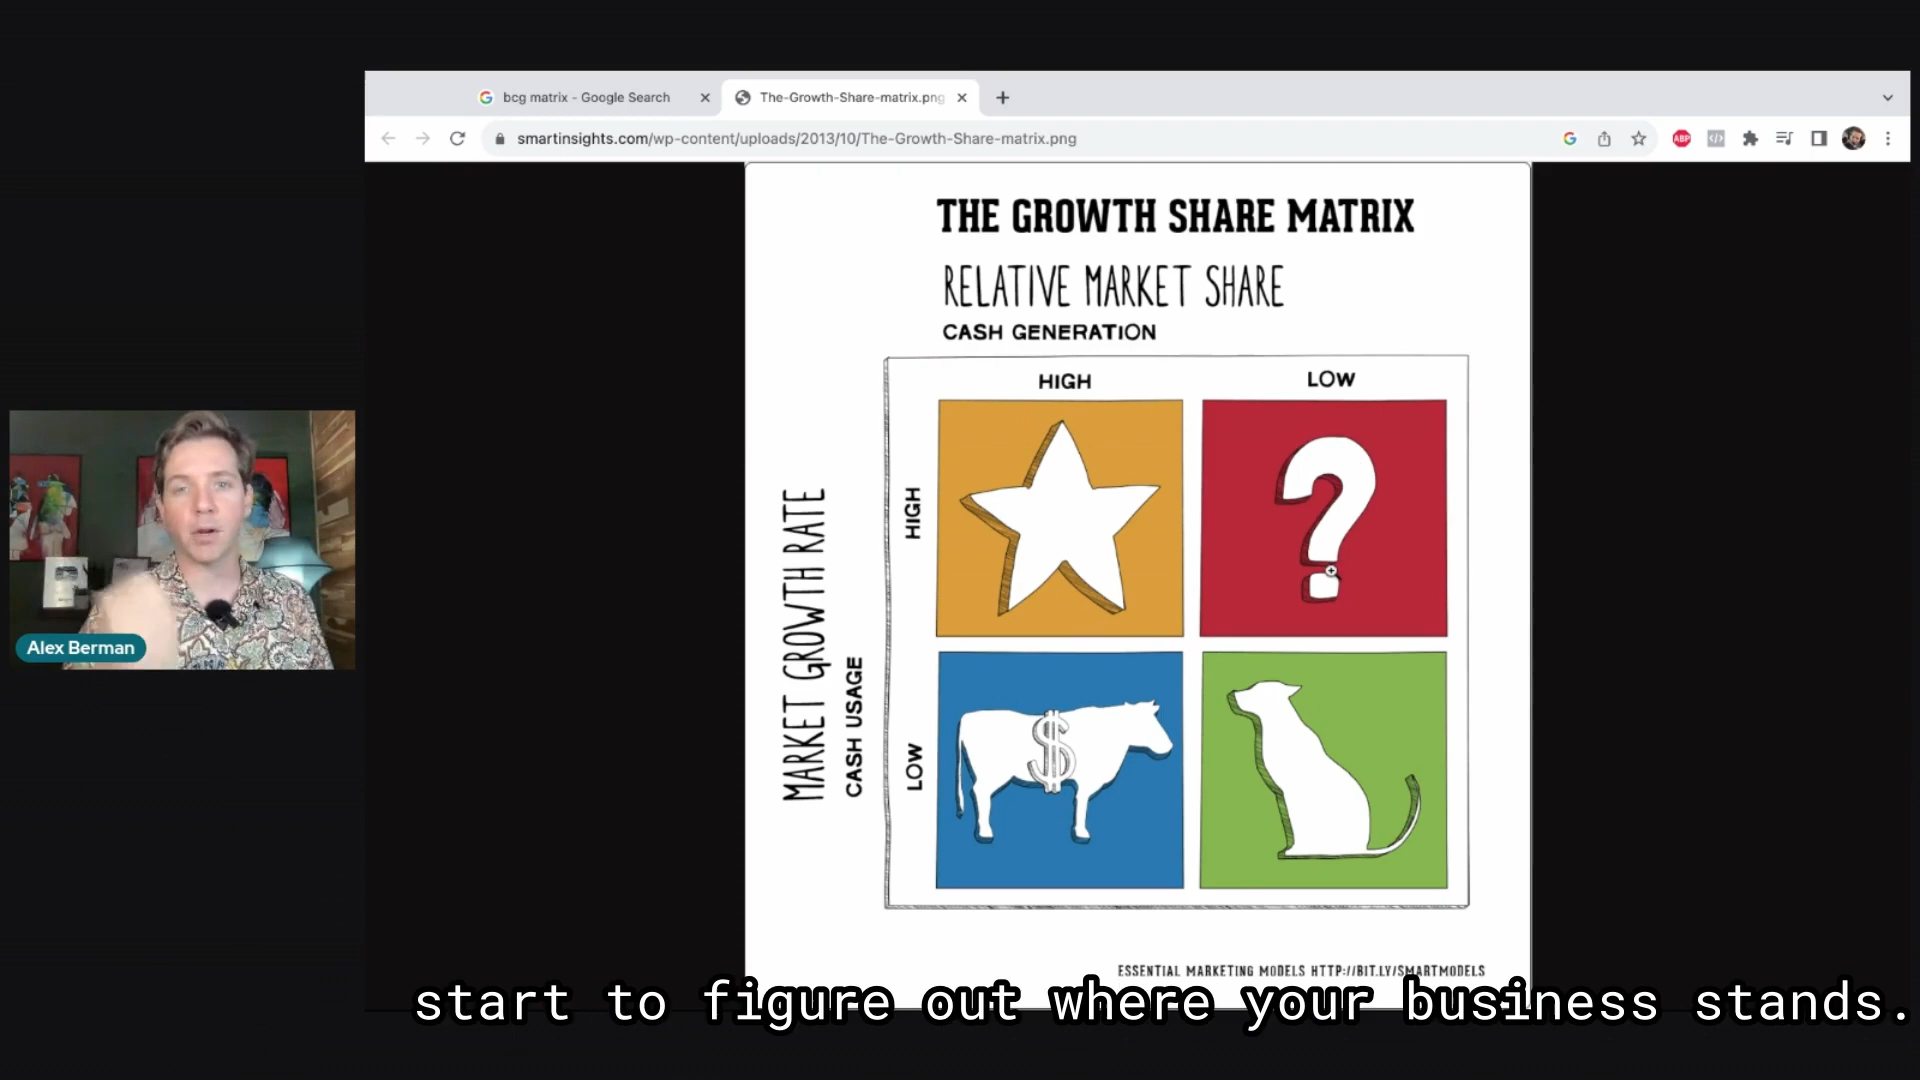 bcg matrix - Google Search
The-Growth-Share-matrix.png
smartinsights.com/wp-content/uploads/2013/10/The-Growth-Share-matrix.png
ABP
THE GROWTH SHARE MATRIX
RELATIVE MARKET SHARE
CASH GENERATION
HIGH
LOW
MARKET GROWTH RATE
CASH USAGE
HIGH
LOW
?
$
Alex Berman
ESSENTIAL MARKETING MODELS HTTP://BIT.LY/SMARTMODELS
start to figure out where your business stands.